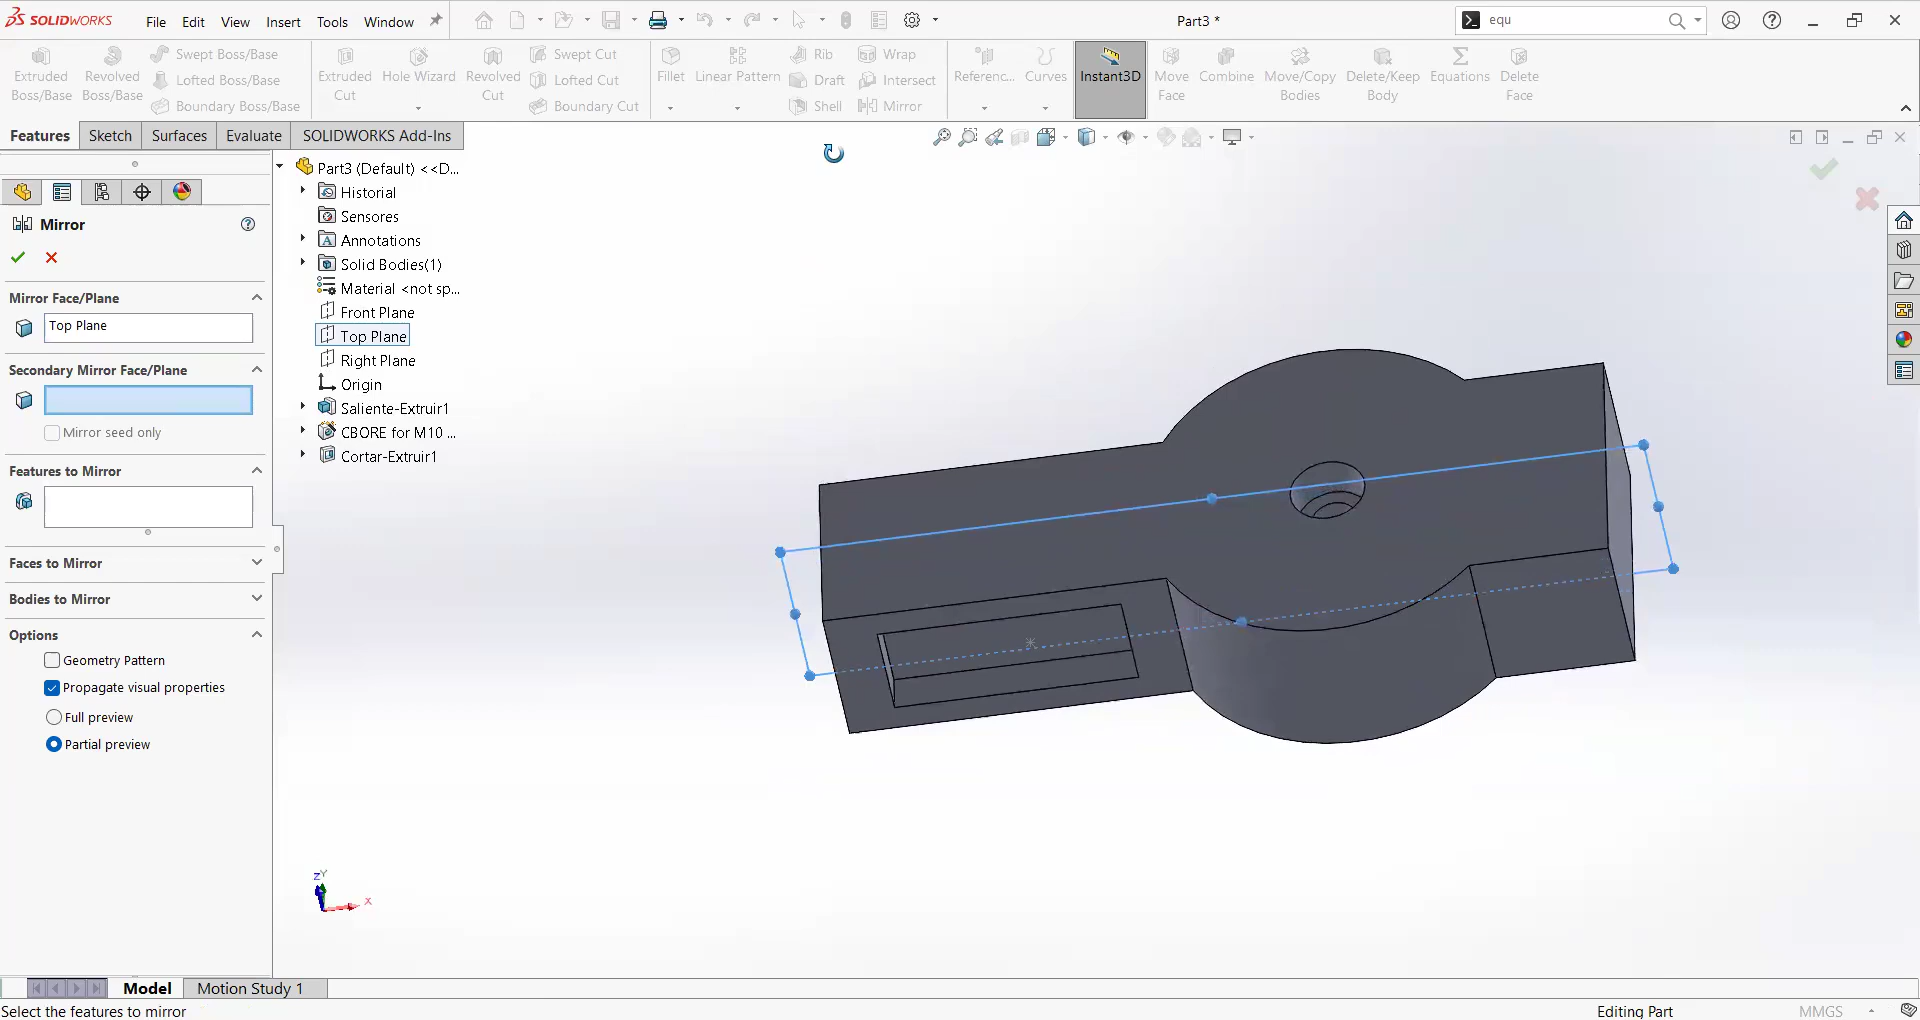 SOLIDWORKS File Edit View Insert Tools Window Part3 * equ
Extruded Boss/Base
Revolved Boss/Base
Swept Boss/Base
Lofted Boss/Base
Boundary Boss/Base
Extruded Cut
Hole Wizard
Revolved Cut
Swept Cut
Lofted Cut
Boundary Cut
Fillet
Linear Pattern
Rib
Draft
Shell
Wrap
Intersect
Mirror
Referenc...
Curves
Instant3D
Move Face
Combine
Move/Copy Bodies
Delete/Keep Body
Equations
Delete Face
Features Sketch Surfaces Evaluate SOLIDWORKS Add-Ins
Mirror
Mirror Face/Plane
Top Plane
Secondary Mirror Face/Plane
Mirror seed only
Features to Mirror
Faces to Mirror
Bodies to Mirror
Options
Geometry Pattern
Propagate visual properties
Full preview
Partial preview
Part3 (Default) <<D...
Historial
Sensores
Annotations
Solid Bodies(1)
Material <not sp...
Front Plane
Top Plane
Right Plane
Origin
Saliente-Extruir1
CBORE for M10 ...
Cortar-Extruir1
Z Y
X
Model Motion Study 1
Select the features to mirror Editing Part MMGS